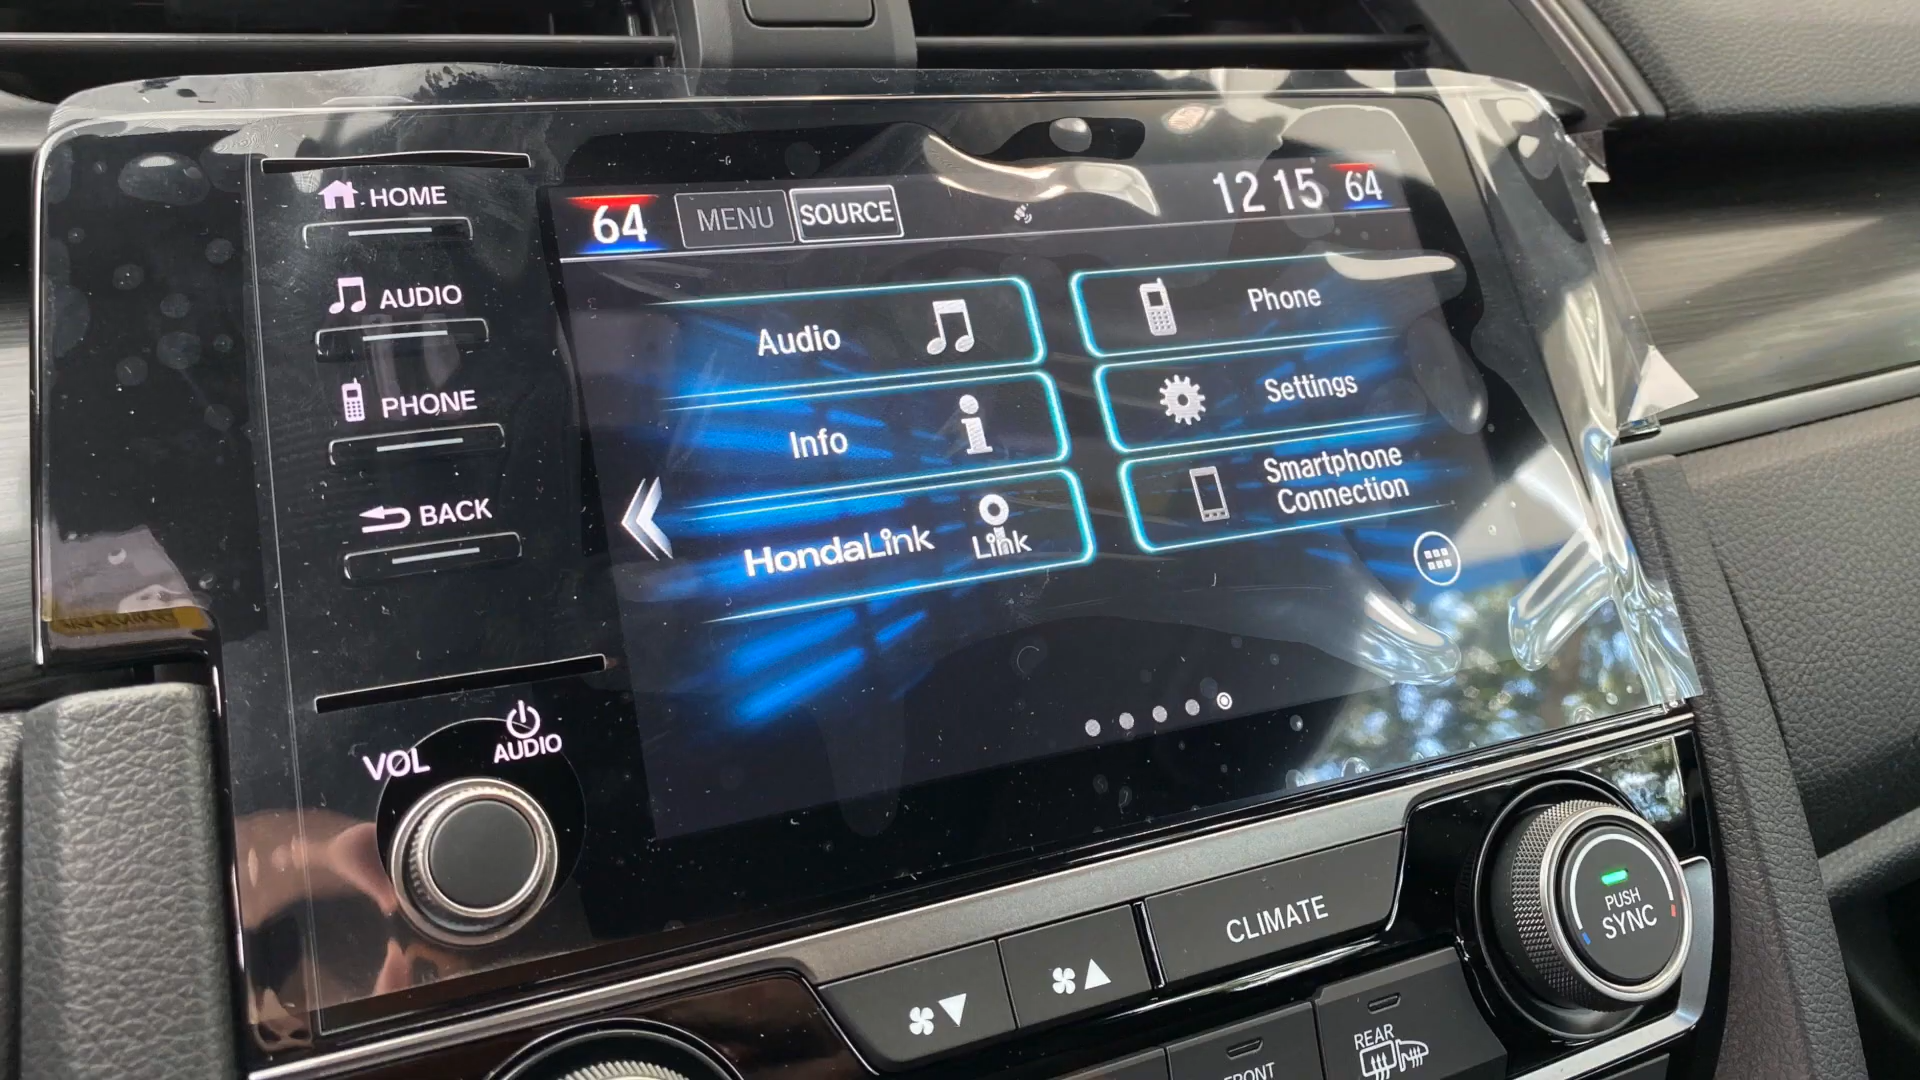 HOME
AUDIO
PHONE
BACK
VOL
AUDIO
64
MENU
SOURCE
12 15
64
Audio
Phone
Info
Settings
HondaLink
Link
Smartphone
Connection
CLIMATE
PUSH
SYNC
REAR